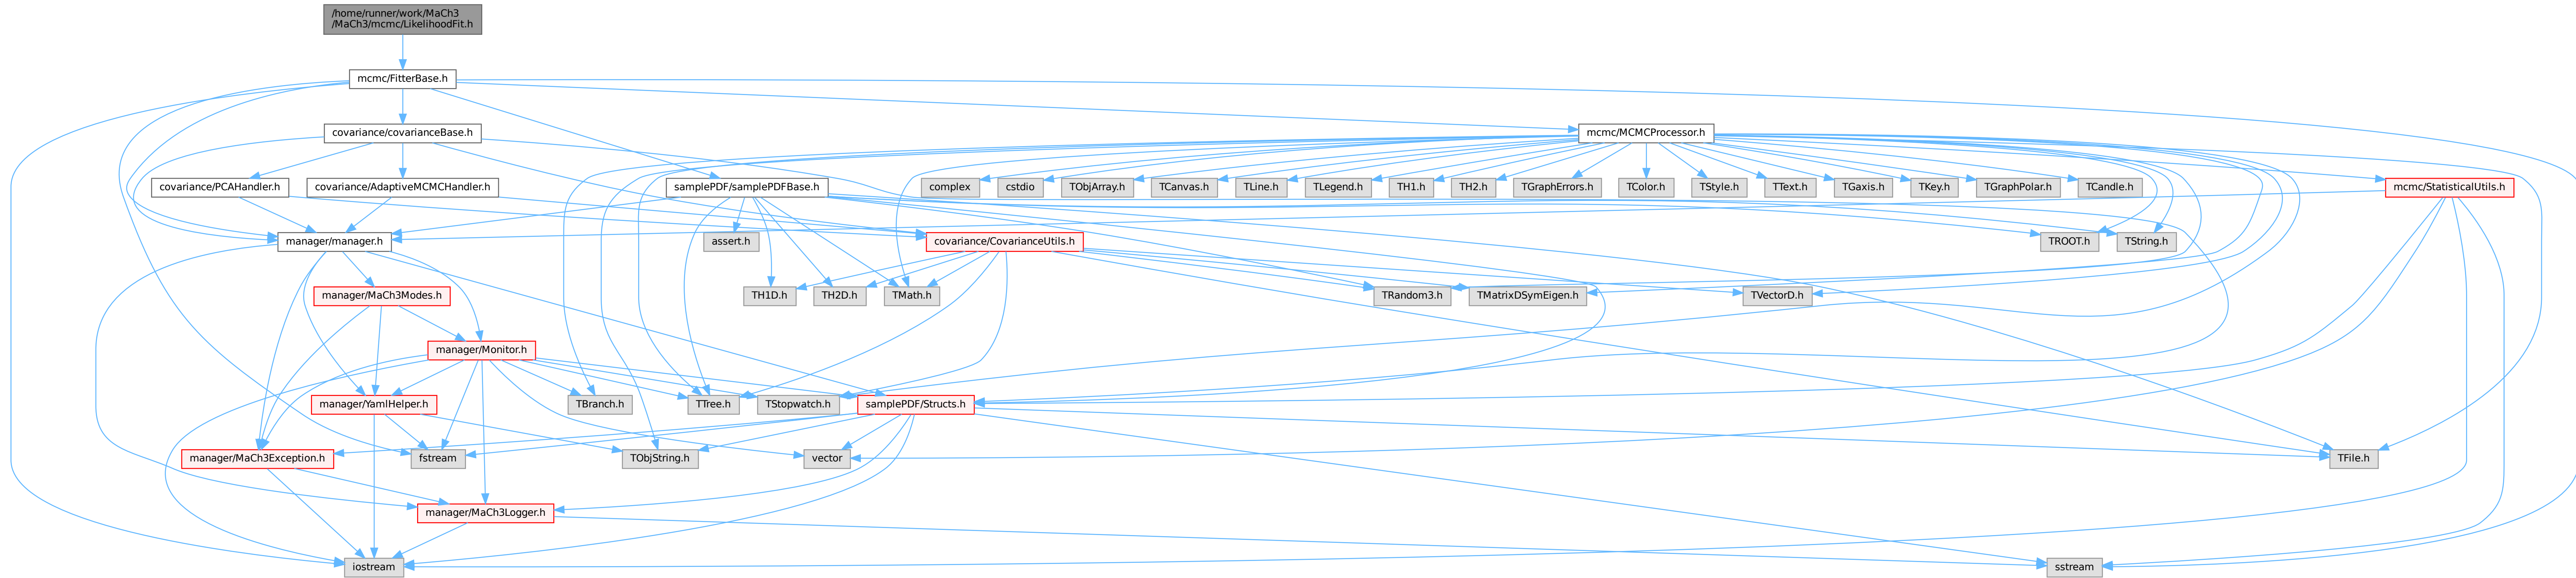 /home/runner/work/MaCh3
/MaCh3/mcmc/LikelihoodFit.h
mcmc/FitterBase.h
covariance/covarianceBase.h
mcmc/MCMCProcessor.h
covariance/PCAHandler.h
covariance/AdaptiveMCMCHandler.h
samplePDF/samplePDFBase.h
complex
cstdio
TObjArray.h
TCanvas.h
TLine.h
TLegend.h
TH1.h
TH2.h
TGraphErrors.h
TColor.h
TStyle.h
TText.h
TGaxis.h
TKey.h
TGraphPolar.h
TCandle.h
mcmc/StatisticalUtils.h
manager/manager.h
assert.h
covariance/CovarianceUtils.h
TROOT.h
TString.h
manager/MaCh3Modes.h
TH1D.h
TH2D.h
TMath.h
TRandom3.h
TMatrixDSymEigen.h
TVectorD.h
manager/Monitor.h
manager/YamlHelper.h
TBranch.h
TTree.h
TStopwatch.h
samplePDF/Structs.h
manager/MaCh3Exception.h
fstream
TObjString.h
vector
TFile.h
manager/MaCh3Logger.h
iostream
sstream